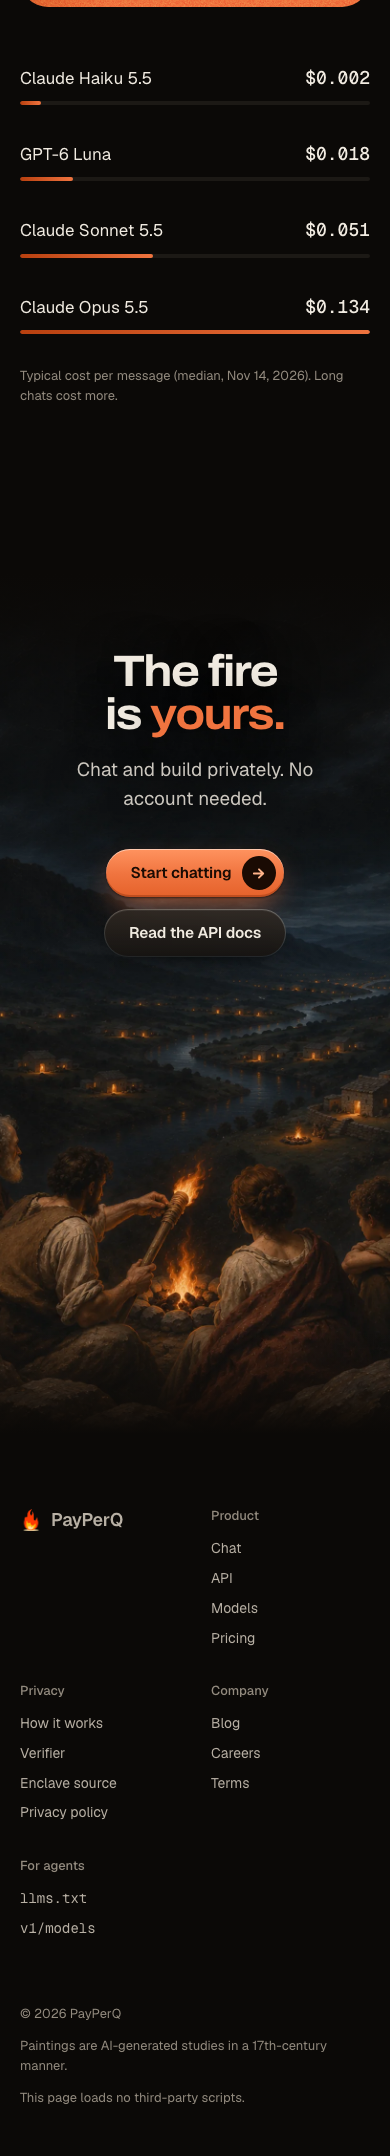 Claude Haiku 5.5 $0.002
GPT-6 Luna $0.018
Claude Sonnet 5.5 $0.051
Claude Opus 5.5 $0.134
Typical cost per message (median, Nov 14, 2026). Long
chats cost more.
The fire
is yours.
Chat and build privately. No
account needed.
Start chatting
Read the API docs
PayPerQ
Product
Chat
API
Models
Pricing
Privacy
How it works
Verifier
Enclave source
Privacy policy
Company
Blog
Careers
Terms
For agents
llms.txt
v1/models
© 2026 PayPerQ
Paintings are AI-generated studies in a 17th-century
manner.
This page loads no third-party scripts.